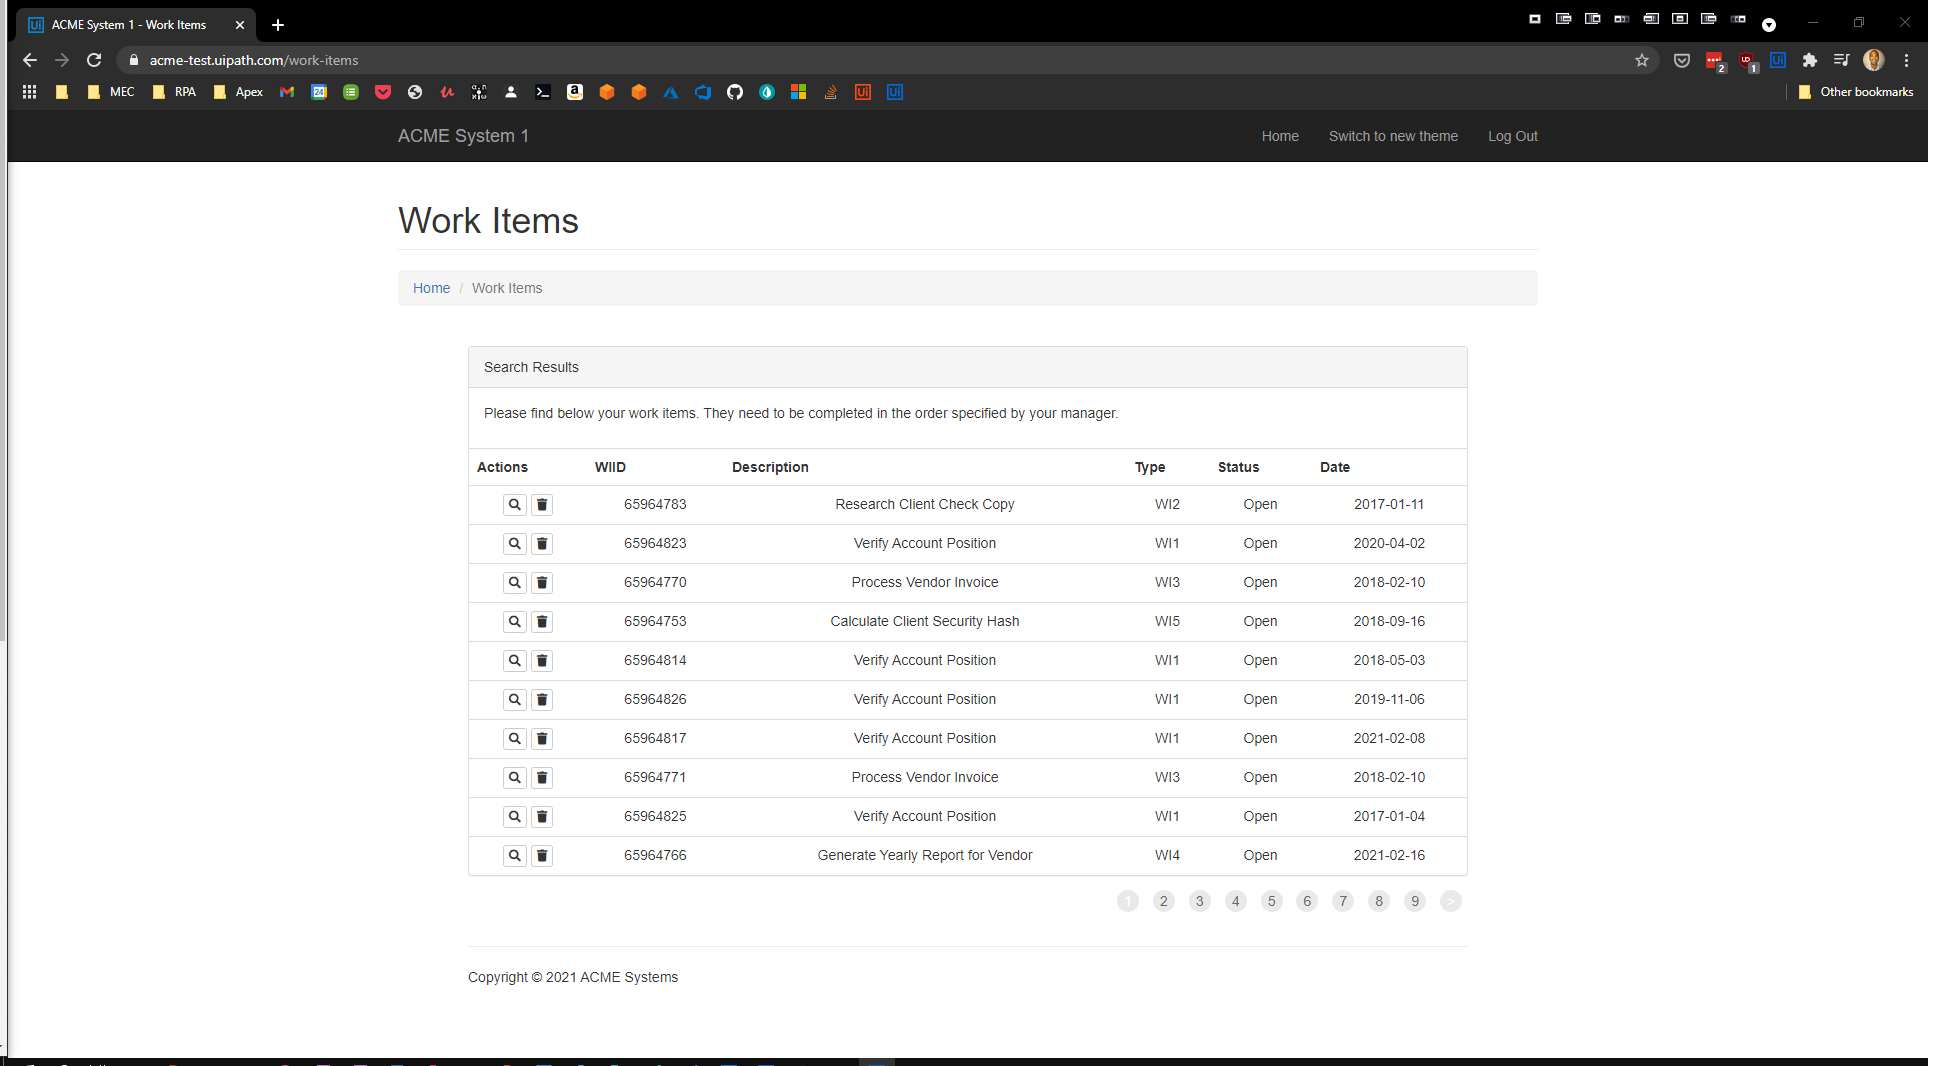 ACME System 1 - Work Items
acme-test.uipath.com/work-items
2
1
MEC RPA Apex Other bookmarks
ACME System 1 Home Switch to new theme Log Out
Work Items
Home / Work Items
Search Results
Please find below your work items. They need to be completed in the order specified by your manager.
Actions WIID Description Type Status Date
65964783 Research Client Check Copy WI2 Open 2017-01-11
65964823 Verify Account Position WI1 Open 2020-04-02
65964770 Process Vendor Invoice WI3 Open 2018-02-10
65964753 Calculate Client Security Hash WI5 Open 2018-09-16
65964814 Verify Account Position WI1 Open 2018-05-03
65964826 Verify Account Position WI1 Open 2019-11-06
65964817 Verify Account Position WI1 Open 2021-02-08
65964771 Process Vendor Invoice WI3 Open 2018-02-10
65964825 Verify Account Position WI1 Open 2017-01-04
65964766 Generate Yearly Report for Vendor WI4 Open 2021-02-16
1 2 3 4 5 6 7 8 9 >
Copyright © 2021 ACME Systems